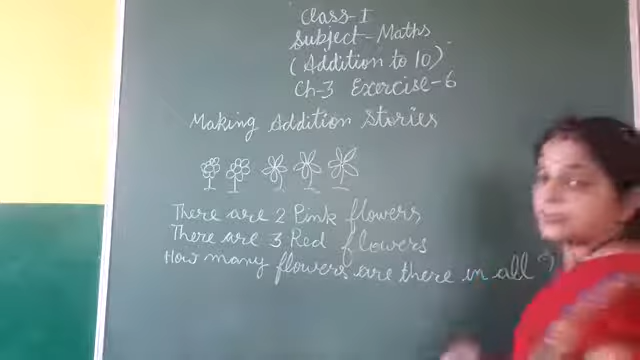 Class-I
Subject-Maths
(Addition to 10)
Ch-3 Exercise-6
Making Addition Stories
There are 2 Pink flowers
There are 3 Red flowers
How many flowers are there in all ?